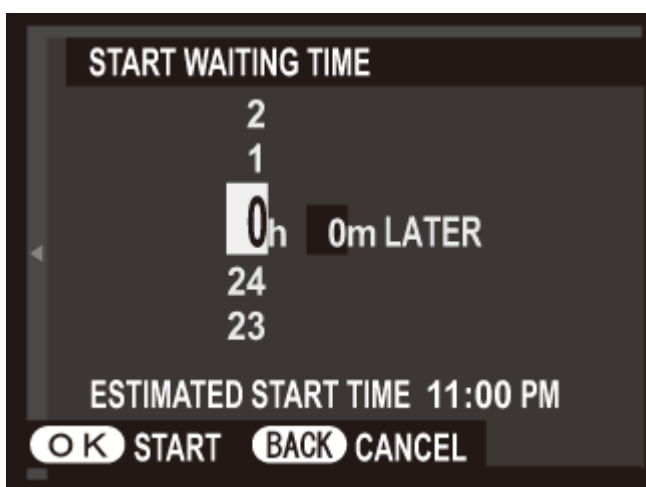 START WAITING TIME
2
1
0h 0m LATER
24
23
ESTIMATED START TIME 11:00 PM
OK START BACK CANCEL